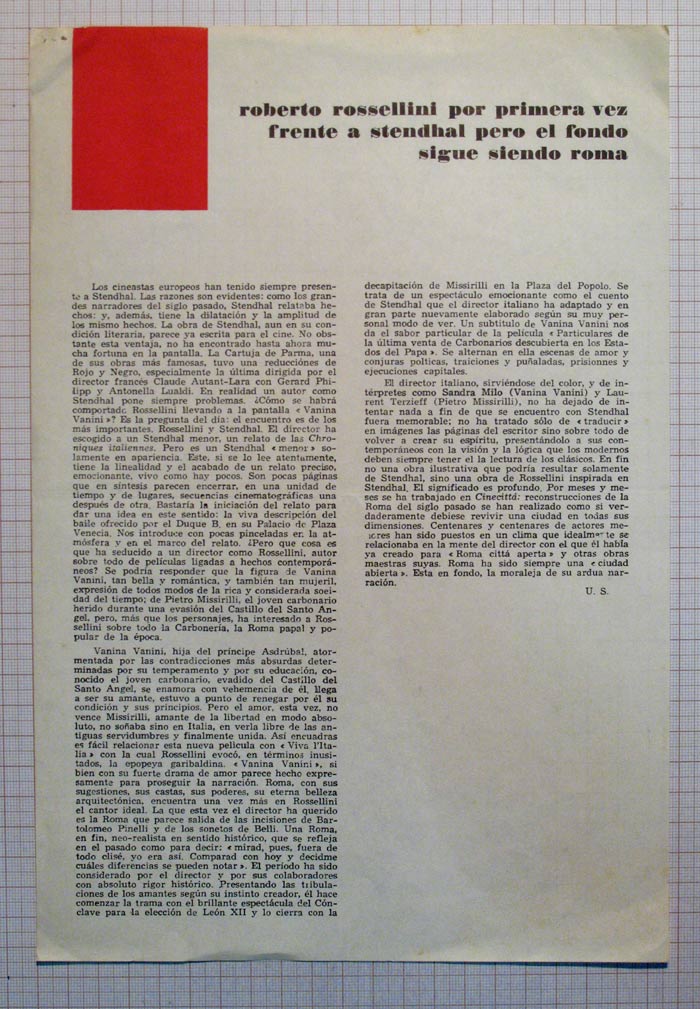 roberto rossellini por primera vez
frente a stendhal pero el fondo
sigue siendo roma
Los cineastas europeos han tenido siempre presen-
te a Stendhal. Las razones son evidentes: como los gran-
des narradores del siglo pasado, Stendhal relataba he-
chos: y, además, tiene la dilatación y la amplitud de
los mismo hechos. La obra de Stendhal, aun en su con-
dición literaria, parece ya escrita para el cine. No obs-
tante esta ventaja, no ha encontrado hasta ahora mu-
cha fortuna en la pantalla. La Cartuja de Parma, una
de sus obras más famosas, tuvo una reducciónes de
Rojo y Negro, especialmente la última dirigida por el
director francés Claude Autant-Lara con Gerard Phi-
lipp y Antonella Lualdi. En realidad un autor como
Stendhal pone siempre problemas. ¿Cómo se habrá
comportado Rossellini llevando a la pantalla « Vanina
Vanini »? Es la pregunta del día: el encuentro es de los
más importantes. Rossellini y Stendhal. El director ha
escogido a un Stendhal menor, un relato de las Chro-
niques italiennes. Pero es un Stendhal « menor » so-
lamente en apariencia. Este, si se lo lee atentamente,
tiene la linealidad y el acabado de un relato preciso,
emocionante, vivo como hay pocos. Son pocas páginas
que en síntesis parecen encerrar, en una unidad de
tiempo y de lugares, secuencias cinematográficas una
después de otra. Bastaría la iniciación del relato para
dar una idea en este sentido: la viva descripción del
baile ofrecido por el Duque B. en su Palacio de Plaza
Venecia. Nos introduce con pocas pinceladas en la at-
mósfera y en el marco del relato. ¿Pero que cosa es
que ha seducido a un director como Rossellini, autor
sobre todo de películas ligadas a hechos contemporá-
neos? Se podría responder que la figura de Vanina
Vanini, tan bella y romántica, y también tan mujeril,
expresión de todos modos de la rica y considerada socie-
dad del tiempo; de Pietro Missirilli, el joven carbonario
herido durante una evasión del Castillo del Santo An-
gel, pero, más que los personajes, ha interesado a Ros-
sellini sobre todo la Carbonería, la Roma papal y po-
pular de la época.
Vanina Vanini, hija del príncipe Asdrúbal, ator-
mentada por las contradicciones más absurdas deter-
minadas por su temperamento y por su educación, co-
nocido el joven carbonario, evadido del Castillo del
Santo Angel, se enamora con vehemencia de él, llega
a ser su amante, estuvo a punto de renegar por él su
condición y sus principios. Pero el amor, esta vez, no
vence Missirilli, amante de la libertad en modo abso-
luto, no soñaba sino en Italia, en verla libre de las an-
tiguas servidumbres y finalmente unida. Así encuadras
es fácil relacionar esta nueva película con « Viva l'Ita-
lia » con la cual Rossellini evocó, en términos inusi-
tados, la epopeya garibaldina. « Vanina Vanini », si
bien con su fuerte drama de amor parece hecho expre-
samente para proseguir la narración. Roma, con sus
sugestiones, sus castas, sus poderes, su eterna belleza
arquitectónica, encuentra una vez más en Rossellini
el cantor ideal. La que esta vez el director ha querido
es la Roma que parece salida de las incisiones de Bar-
tolomeo Pinelli y de los sonetos de Belli. Una Roma,
en fin, neo-realista en sentido histórico, que se refleja
en el pasado como para decir: « mirad, pues, fuera de
todo clisé, yo era así. Comparad con hoy y decidme
cuáles diferencias se pueden notar ». El período ha sido
considerado por el director y por sus colaboradores
con absoluto rigor histórico. Presentando las tribula-
ciones de los amantes según su instinto creador, él hace
comenzar la trama con el brillante espectácula del Cón-
clave para la elección de León XII y lo cierra con la
decapitación de Missirilli en la Plaza del Popolo. Se
trata de un espectáculo emocionante como el cuento
de Stendhal que el director italiano ha adaptado y en
gran parte nuevamente elaborado según su muy per-
sonal modo de ver. Un subtitulo de Vanina Vanini nos
da el sabor particular de la película « Particulares de
la última venta de Carbonarios descubierta en los Esta-
dos del Papa ». Se alternan en ella escenas de amor y
conjuras políticas, traiciones y puñaladas, prisionnes y
ejecuciones capitales.
El director italiano, sirviéndose del color, y de in-
térpretes como Sandra Milo (Vanina Vanini) y Lau-
rent Terzieff (Pietro Missirilli), no ha dejado de in-
tentar nada a fin de que se encuentro con Stendhal
fuera memorable; no ha tratado sólo de « traducir »
en imágenes las páginas del escritor sino sobre todo de
volver a crear su espíritu, presentándolo a sus con-
temporáneos con la visión y la lógica que los modernos
deben siempre tener el la lectura de los clásicos. En fin
no una obra ilustrativa que podría resultar solamente
de Stendhal, sino una obra de Rossellini inspirada en
Stendhal. El significado es profundo. Por meses y me-
ses se ha trabajado en Cinecittá: reconstrucciones de la
Roma del siglo pasado se han realizado como si ver-
daderamente debiese revivir una ciudad en todas sus
dimensiones. Centenares y centenares de actores me-
han sido puestos en un clima que se
relacionaba en la mente del director con el que él habla
ya creado para « Roma cittá aperta » y otras obras
maestras suyas. Roma ha sido siempre una « ciudad
abierta ». Esta en fondo, la moraleja de su ardua nar-
ración.
U. S.